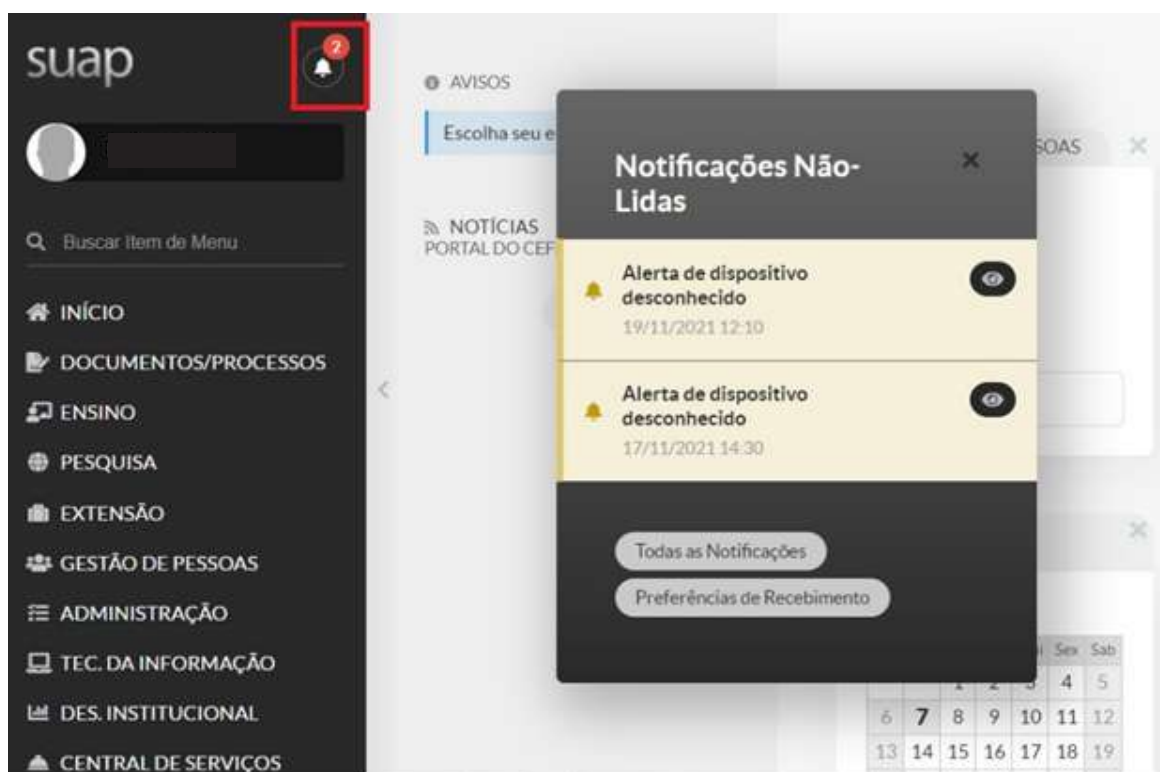 suap
2
Buscar Item de Menu
INÍCIO
DOCUMENTOS/PROCESSOS
ENSINO
PESQUISA
EXTENSÃO
GESTÃO DE PESSOAS
ADMINISTRAÇÃO
TEC. DA INFORMAÇÃO
DES. INSTITUCIONAL
CENTRAL DE SERVIÇOS
AVISOS
Escolha seu e
NOTÍCIAS
PORTAL DO CEF
SOAS
Notificações Não-
Lidas
Alerta de dispositivo
desconhecido
19/11/2021 12:10
Alerta de dispositivo
desconhecido
17/11/2021 14:30
Todas as Notificações
Preferências de Recebimento
Sex Sab
1 2 3 4 5
6 7 8 9 10 11 12
13 14 15 16 17 18 19